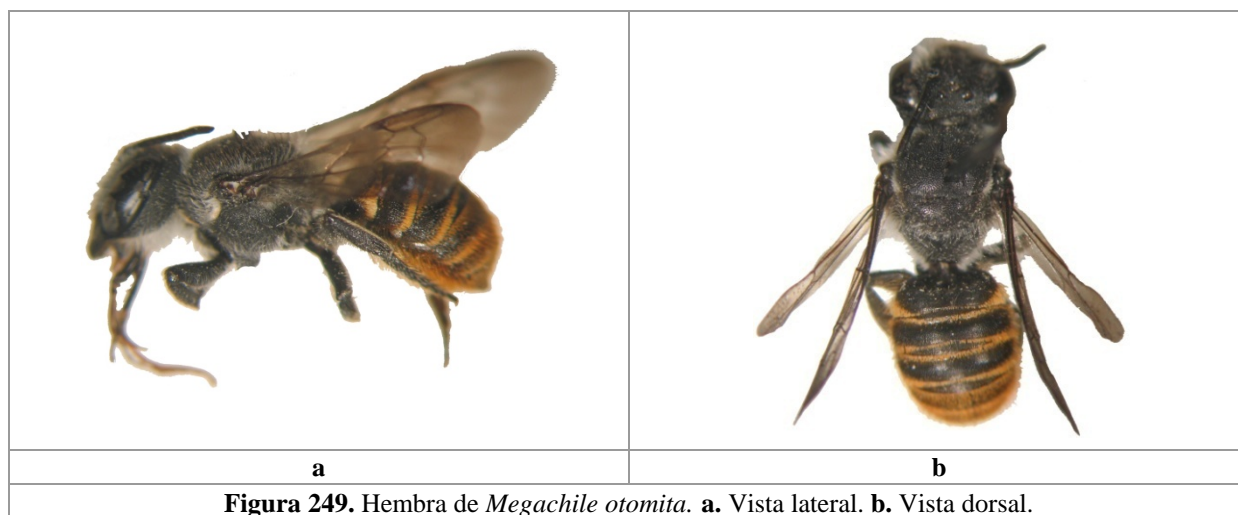 a
b
Figura 249. Hembra de Megachile otomita. a. Vista lateral. b. Vista dorsal.